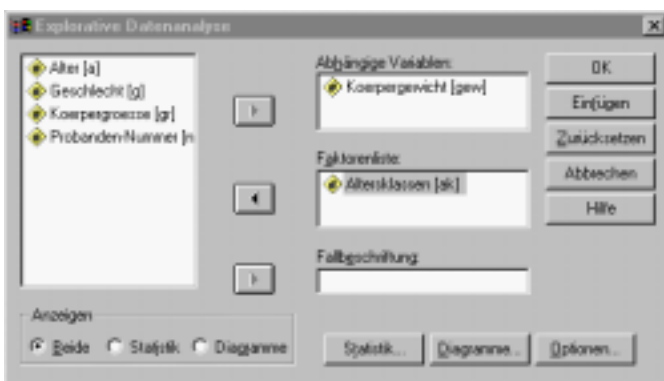 Explorative Datenanalyse
Alter [a]
Geschlecht [g]
Koerpergroesse [gr]
Probanden-Nummer [n
Abhängige Variablen:
Koerpergewicht [gew]
Faktorenliste:
Altersklassen [ak]
Fallbeschriftung:
OK
Einfügen
Zurücksetzen
Abbrechen
Hilfe
Anzeigen
Beide Statistik Diagramme
Statistik... Diagramme... Optionen...